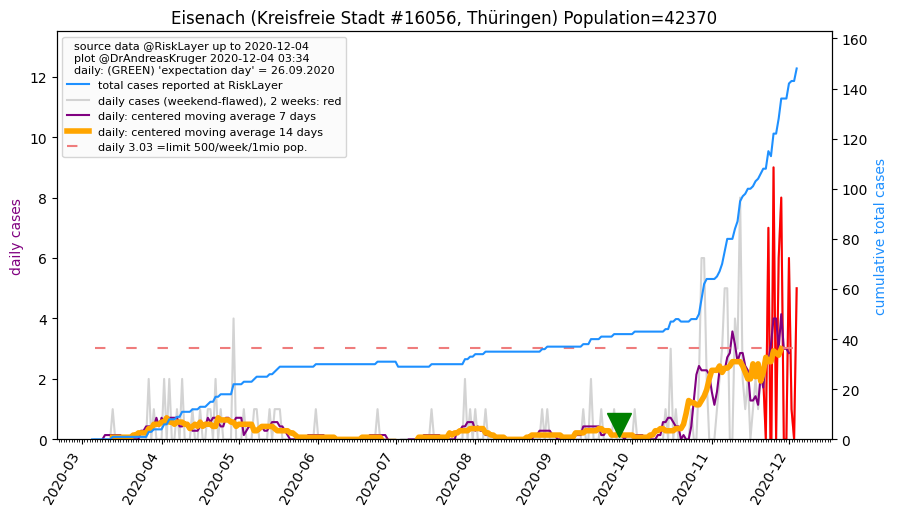 Eisenach (Kreisfreie Stadt #16056, Thüringen) Population=42370
source data @RiskLayer up to 2020-12-04
plot @DrAndreasKruger 2020-12-04 03:34
daily: (GREEN) 'expectation day' = 26.09.2020
total cases reported at RiskLayer
daily cases (weekend-flawed), 2 weeks: red
daily: centered moving average 7 days
daily: centered moving average 14 days
daily 3.03 =limit 500/week/1mio pop.
daily cases
12
10
8
6
4
2
0
160
140
120
100
80
60
40
20
0
cumulative total cases
2020-03
2020-04
2020-05
2020-06
2020-07
2020-08
2020-09
2020-10
2020-11
2020-12